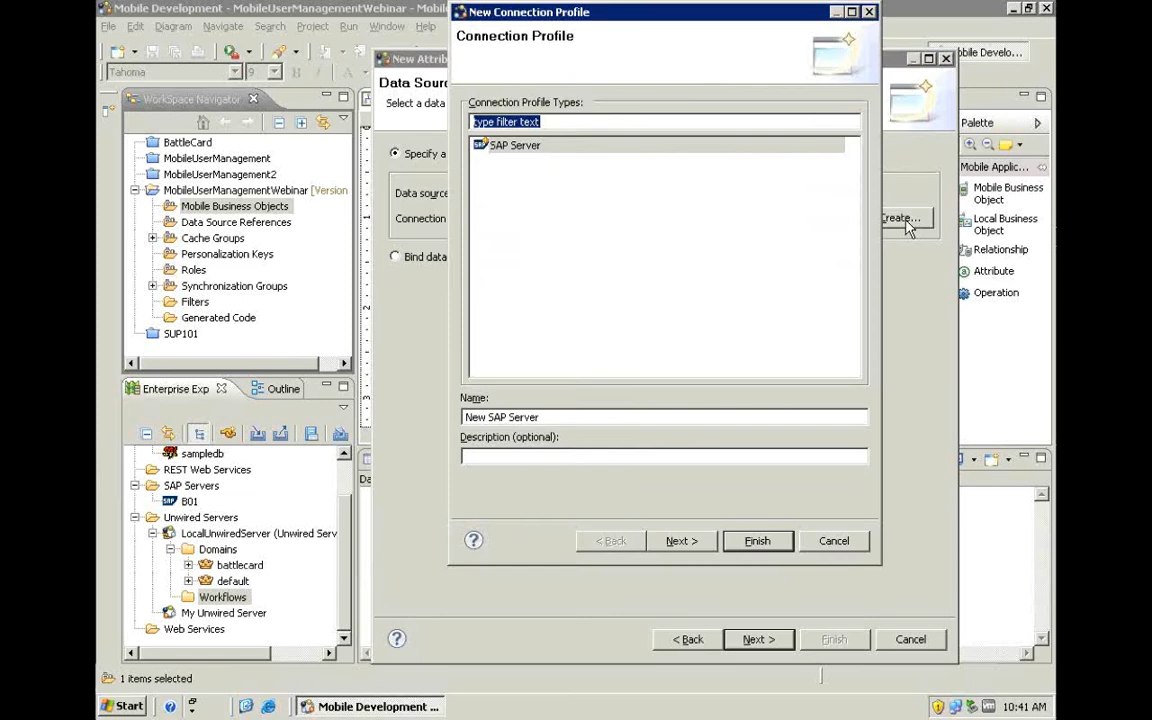 Mobile Development - MobileUserManagementWebinar - Mob
File Edit Diagram Navigate Search Project Run Window Help
Tahoma 9
WorkSpace Navigator
BattleCard
MobileUserManagement
MobileUserManagement2
MobileUserManagementWebinar [Version
Mobile Business Objects
Data Source References
Cache Groups
Personalization Keys
Roles
Synchronization Groups
Filters
Generated Code
SUP101
Enterprise Exp
Outline
sampledb
REST Web Services
SAP Servers
B01
Unwired Servers
LocalUnwiredServer (Unwired Serv
Domains
battlecard
default
Workflows
My Unwired Server
Web Services
1 items selected
New Attrib
Data Sourc
Select a data
Specify a
Data source
Connection
Create...
Bind data
< Back
Next >
Finish
Cancel
New Connection Profile
Connection Profile
Connection Profile Types:
type filter text
SAP Server
Name:
New SAP Server
Description (optional):
< Back
Next >
Finish
Cancel
Mobile Develo...
Palette
Mobile Applic...
Mobile Business
Object
Local Business
Object
Relationship
Attribute
Operation
Start
Mobile Development ...
10:41 AM